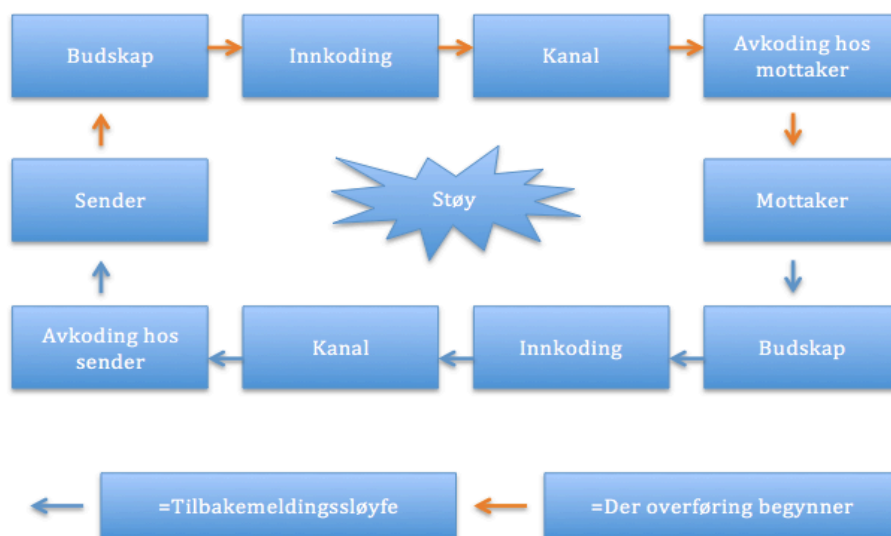 Budskap
Innkoding
Kanal
Avkoding hos
mottaker
Sender
Støy
Mottaker
Avkoding hos
sender
Kanal
Innkoding
Budskap
=Tilbakemeldingssløyfe
=Der overføring begynner